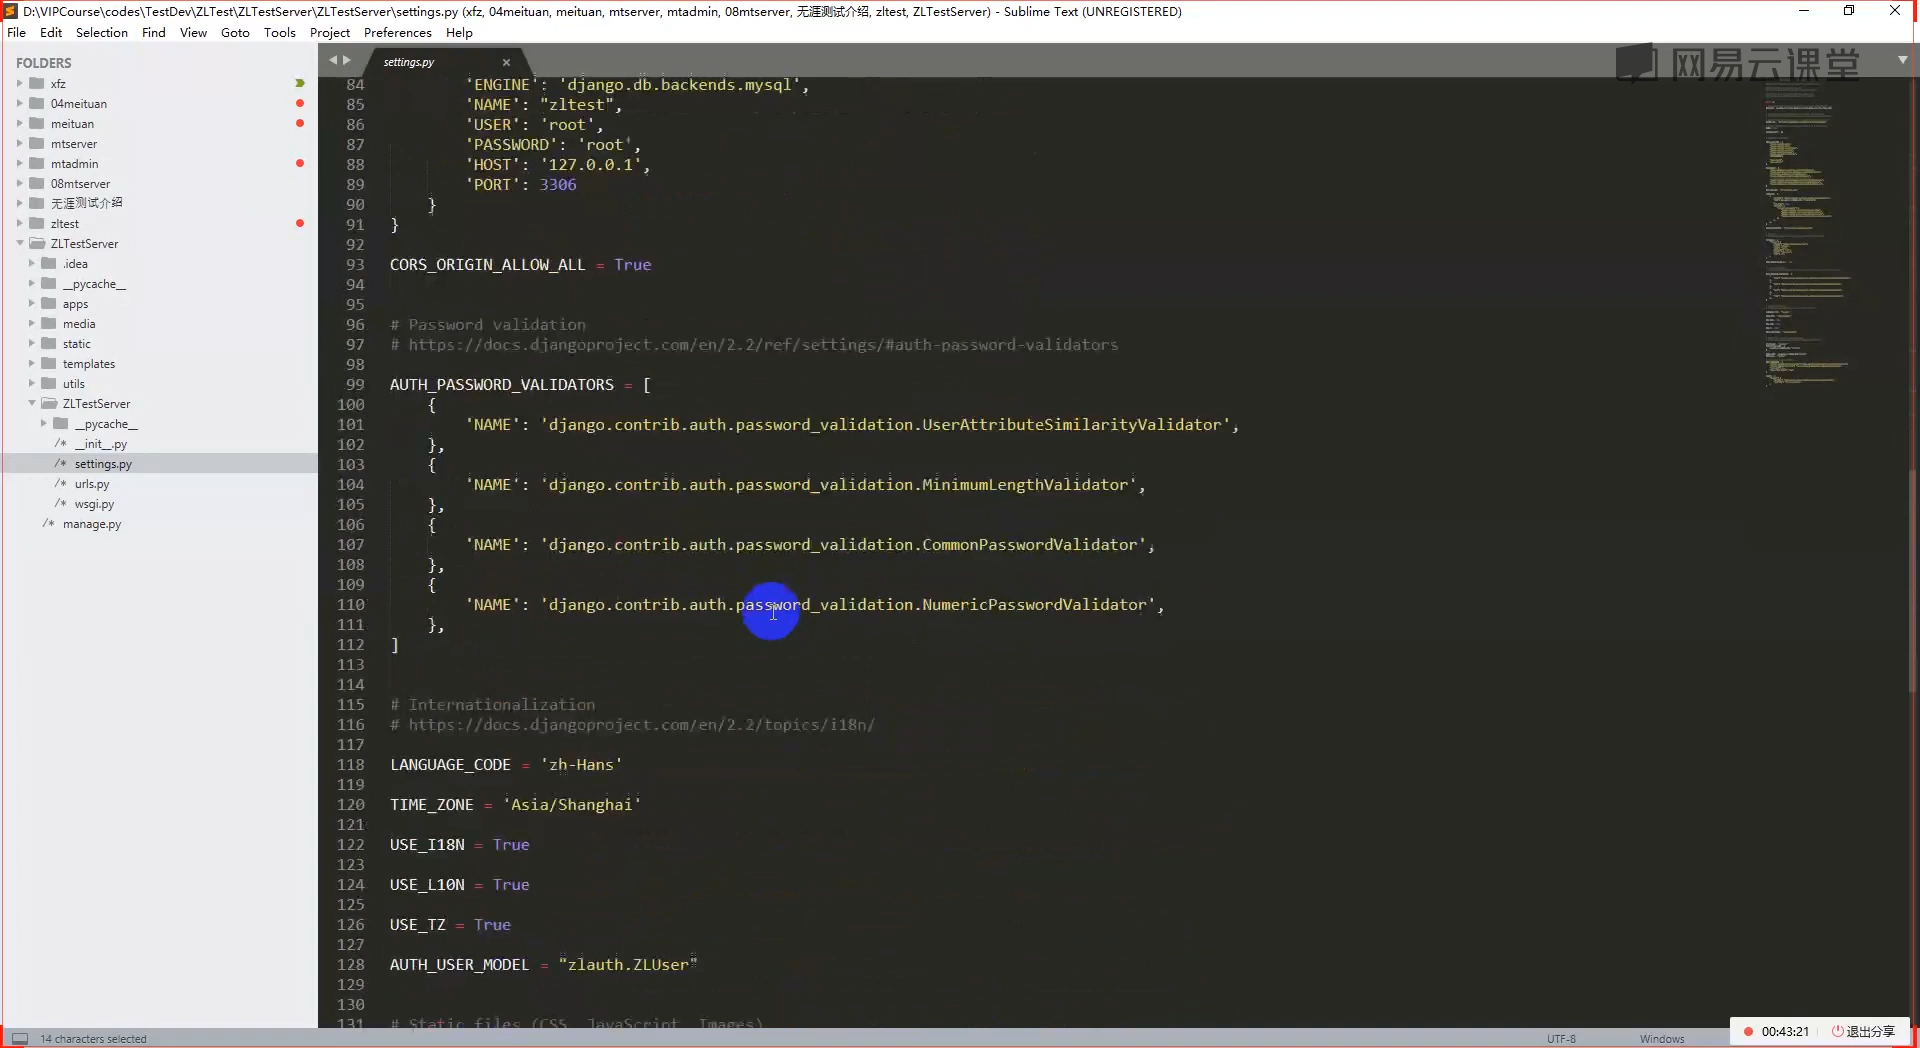 D:\VIPCourse\codes\TestDev\ZLTest\ZLTestServer\ZLTestServer\settings.py (xfz, 04meituan, meituan, mtserver, mtadmin, 08mtserver, 无涯测试介绍, zltest, ZLTestServer) - Sublime Text (UNREGISTERED)
File Edit Selection Find View Goto Tools Project Preferences Help
FOLDERS
xfz
04meituan
meituan
mtserver
mtadmin
08mtserver
无涯测试介绍
zltest
ZLTestServer
.idea
__pycache__
apps
media
static
templates
utils
ZLTestServer
__pycache__
/* __init__.py
/* settings.py
/* urls.py
/* wsgi.py
/* manage.py
settings.py ×
网易云课堂
84 'ENGINE': 'django.db.backends.mysql',
85 'NAME': "zltest",
86 'USER': 'root',
87 'PASSWORD': 'root',
88 'HOST': '127.0.0.1',
89 'PORT': 3306
90 }
91 }
92
93 CORS_ORIGIN_ALLOW_ALL = True
94
95
96 # Password validation
97 # https://docs.djangoproject.com/en/2.2/ref/settings/#auth-password-validators
98
99 AUTH_PASSWORD_VALIDATORS = [
100 {
101 'NAME': 'django.contrib.auth.password_validation.UserAttributeSimilarityValidator',
102 },
103 {
104 'NAME': 'django.contrib.auth.password_validation.MinimumLengthValidator',
105 },
106 {
107 'NAME': 'django.contrib.auth.password_validation.CommonPasswordValidator',
108 },
109 {
110 'NAME': 'django.contrib.auth.password_validation.NumericPasswordValidator',
111 },
112 ]
113
114
115 # Internationalization
116 # https://docs.djangoproject.com/en/2.2/topics/i18n/
117
118 LANGUAGE_CODE = 'zh-Hans'
119
120 TIME_ZONE = 'Asia/Shanghai'
121
122 USE_I18N = True
123
124 USE_L10N = True
125
126 USE_TZ = True
127
128 AUTH_USER_MODEL = "zlauth.ZLUser"
129
130
131 # Static files (CSS, JavaScript, Images)
14 characters selected
UTF-8
Windows
00:43:21
退出分享